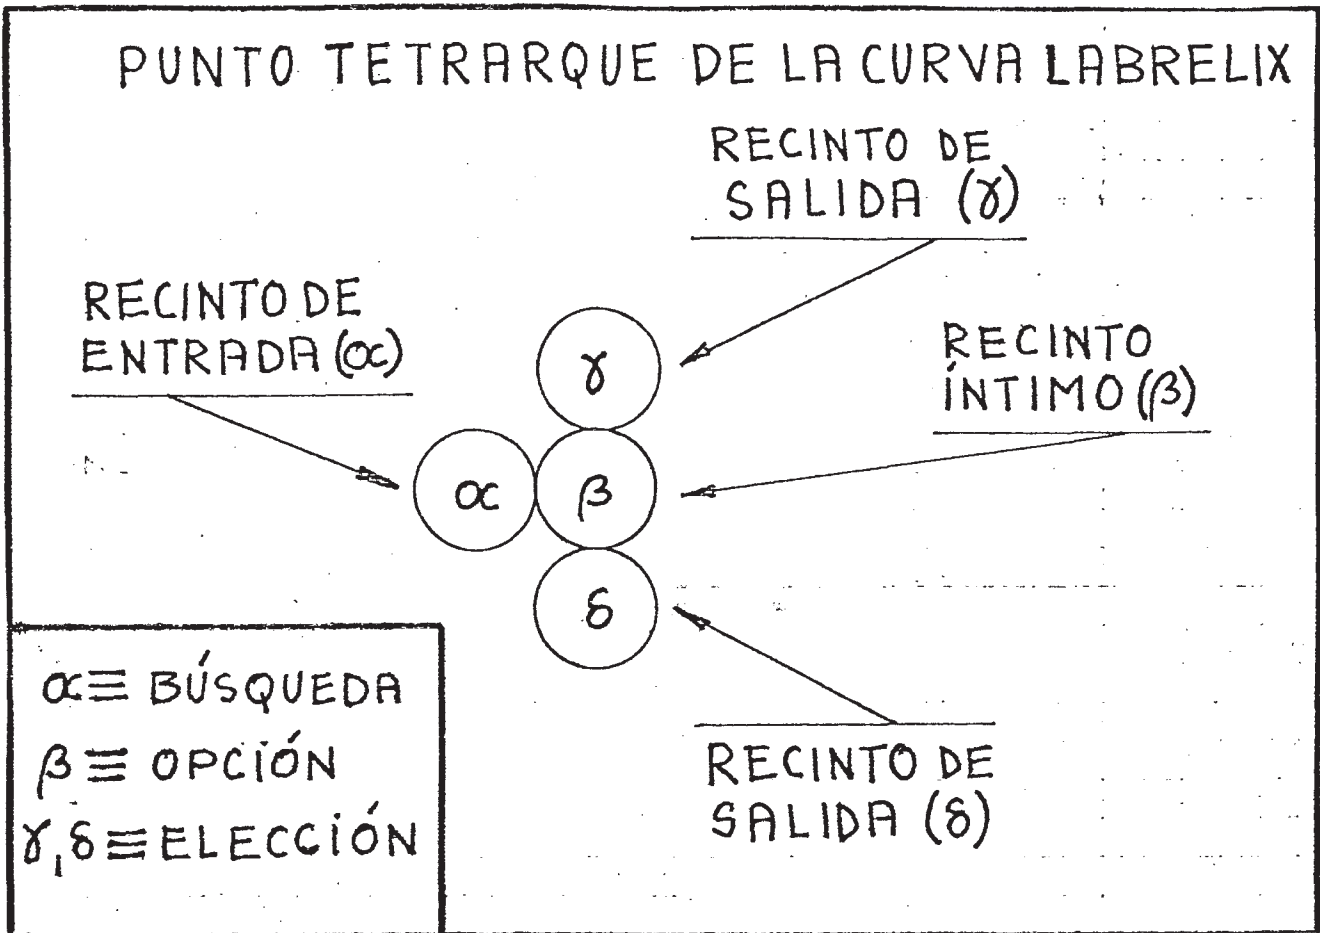 PUNTO TETRARQUE DE LA CURVA LABRELIX
RECINTO DE
SALIDA (γ)
RECINTO DE
ENTRADA (α)
RECINTO
ÍNTIMO (β)
γ
α
β
δ
RECINTO DE
SALIDA (δ)
α ≡ BÚSQUEDA
β ≡ OPCIÓN
γ, δ ≡ ELECCIÓN